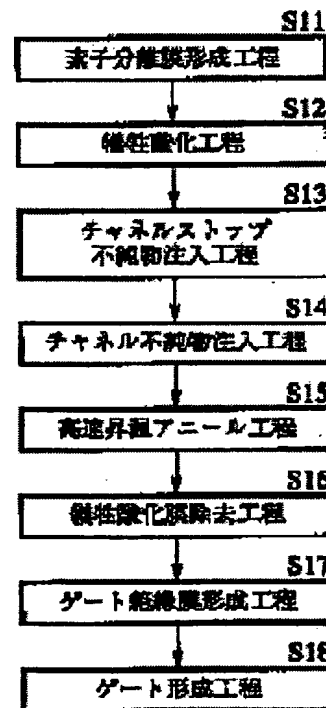 S11
素子分離膜形成工程
S12
犠牲酸化工程
S13
チャネルストップ
不純物注入工程
S14
チャネル不純物注入工程
S15
高速昇温アニール工程
S16
犠牲酸化膜除去工程
S17
ゲート絶縁膜形成工程
S18
ゲート形成工程